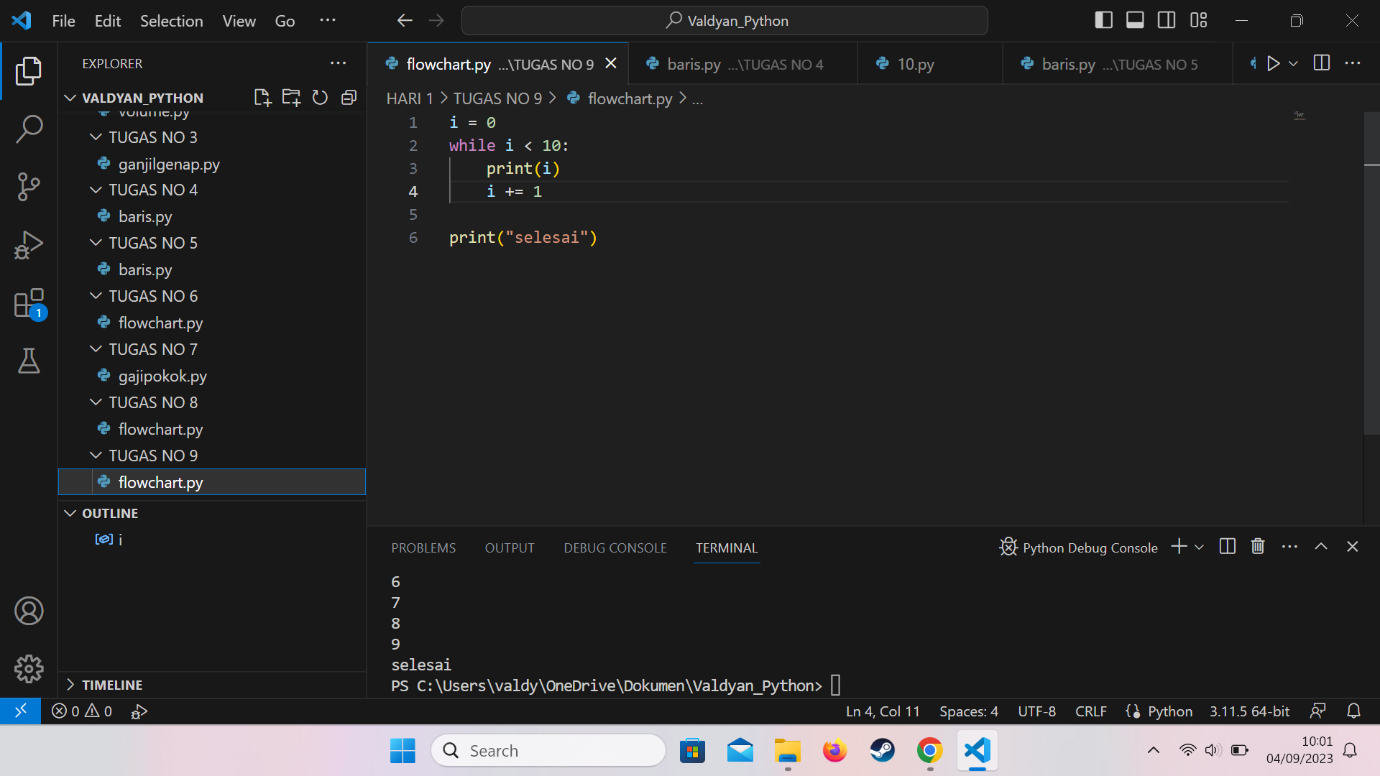 File Edit Selection View Go ··· Valdyan_Python
EXPLORER ···
VALDYAN_PYTHON
volume.py
TUGAS NO 3
ganjilgenap.py
TUGAS NO 4
baris.py
TUGAS NO 5
baris.py
TUGAS NO 6
flowchart.py
TUGAS NO 7
gajipokok.py
TUGAS NO 8
flowchart.py
TUGAS NO 9
flowchart.py
OUTLINE
i
TIMELINE
1
flowchart.py ...\TUGAS NO 9 baris.py ...\TUGAS NO 4 10.py baris.py ...\TUGAS NO 5
HARI 1 > TUGAS NO 9 > flowchart.py > ...
1 i = 0
2 while i < 10:
3 print(i)
4 i += 1
5
6 print("selesai")
PROBLEMS OUTPUT DEBUG CONSOLE TERMINAL Python Debug Console
6
7
8
9
selesai
PS C:\Users\valdy\OneDrive\Dokumen\Valdyan_Python>
0 0 Ln 4, Col 11 Spaces: 4 UTF-8 CRLF Python 3.11.5 64-bit
Search
10:01
04/09/2023